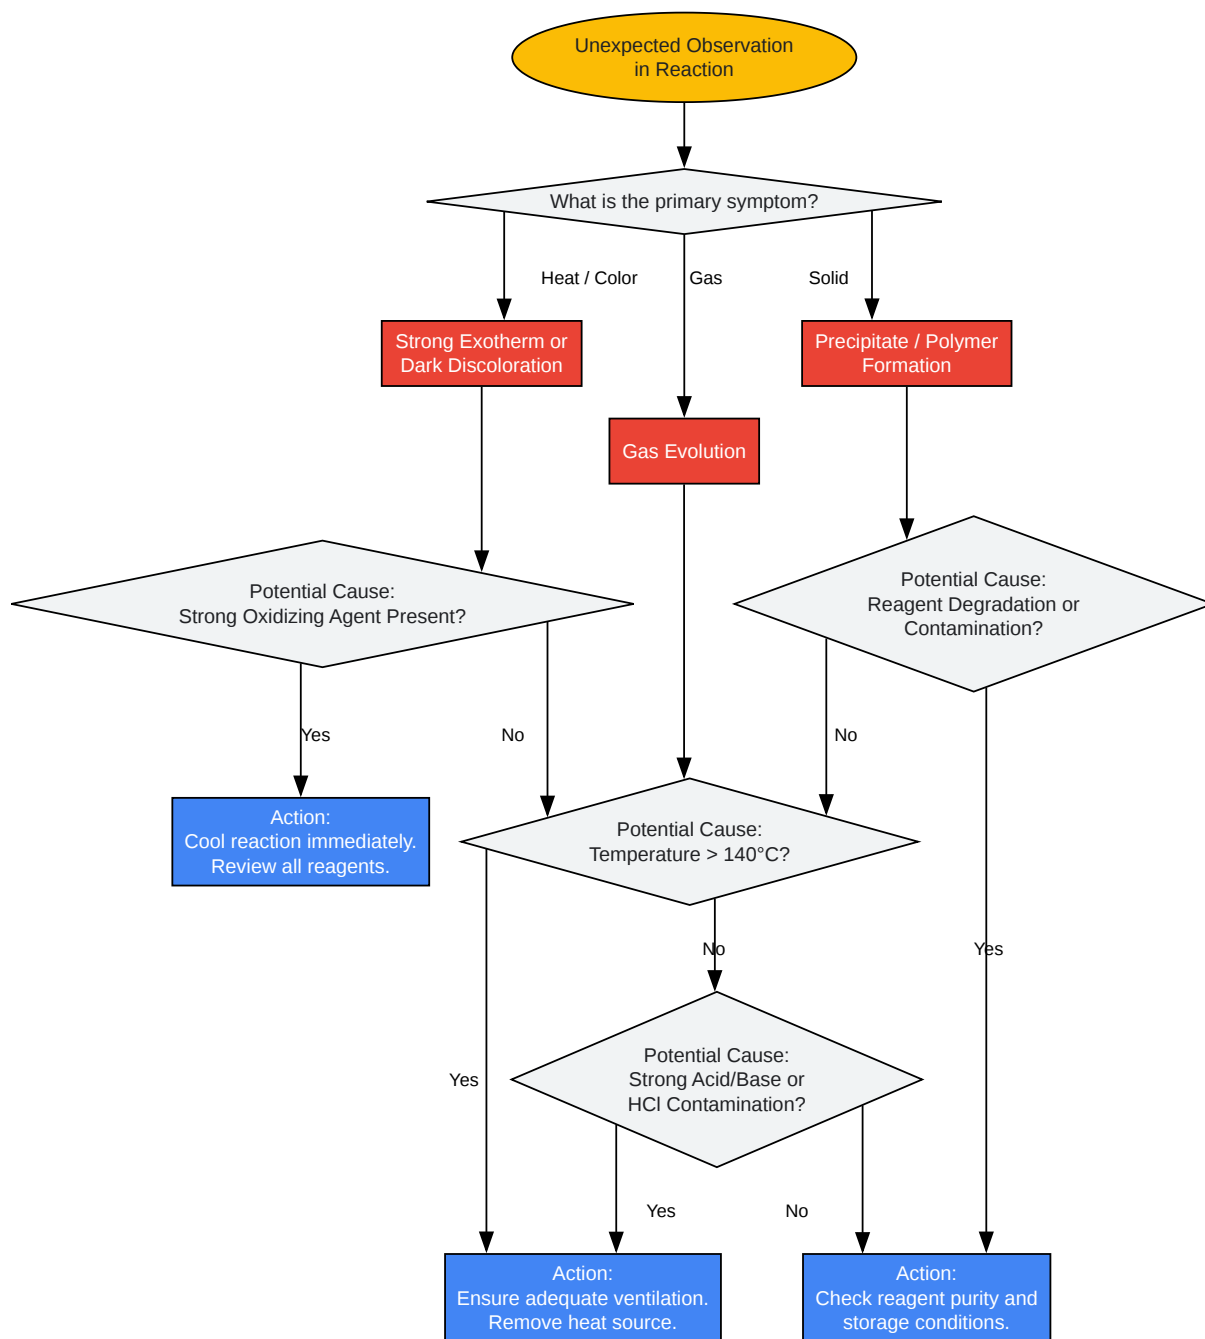 Unexpected Observation
in Reaction
What is the primary symptom?
Heat / Color
Gas
Solid
Strong Exotherm or
Dark Discoloration
Precipitate / Polymer
Formation
Gas Evolution
Potential Cause:
Strong Oxidizing Agent Present?
Potential Cause:
Reagent Degradation or
Contamination?
Yes
No
No
Action:
Cool reaction immediately.
Review all reagents.
Potential Cause:
Temperature > 140°C?
No
Yes
Potential Cause:
Strong Acid/Base or
HCl Contamination?
Yes
Yes
No
Action:
Ensure adequate ventilation.
Remove heat source.
Action:
Check reagent purity and
storage conditions.